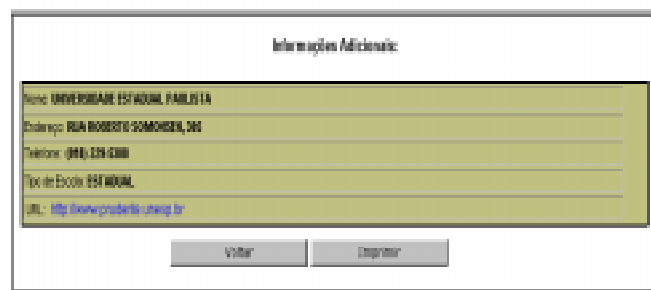 Informações Adicionais:
Nome: UNIVERSIDADE ESTADUAL PAULISTA
Endereço: RUA ROBERTO
Telefone:
Tipo de Escola: ESTADUAL
URL: http://www.prudente.unesp.br
Voltar Imprimir